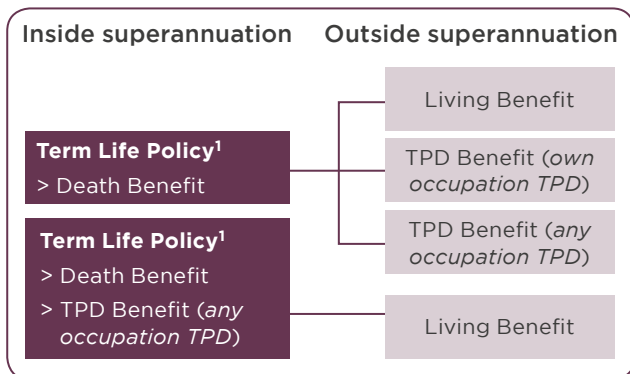 Inside superannuation
Outside superannuation
Term Life Policy1
> Death Benefit
Term Life Policy1
> Death Benefit
> TPD Benefit (any
occupation TPD)
Living Benefit
TPD Benefit (own
occupation TPD)
TPD Benefit (any
occupation TPD)
Living Benefit